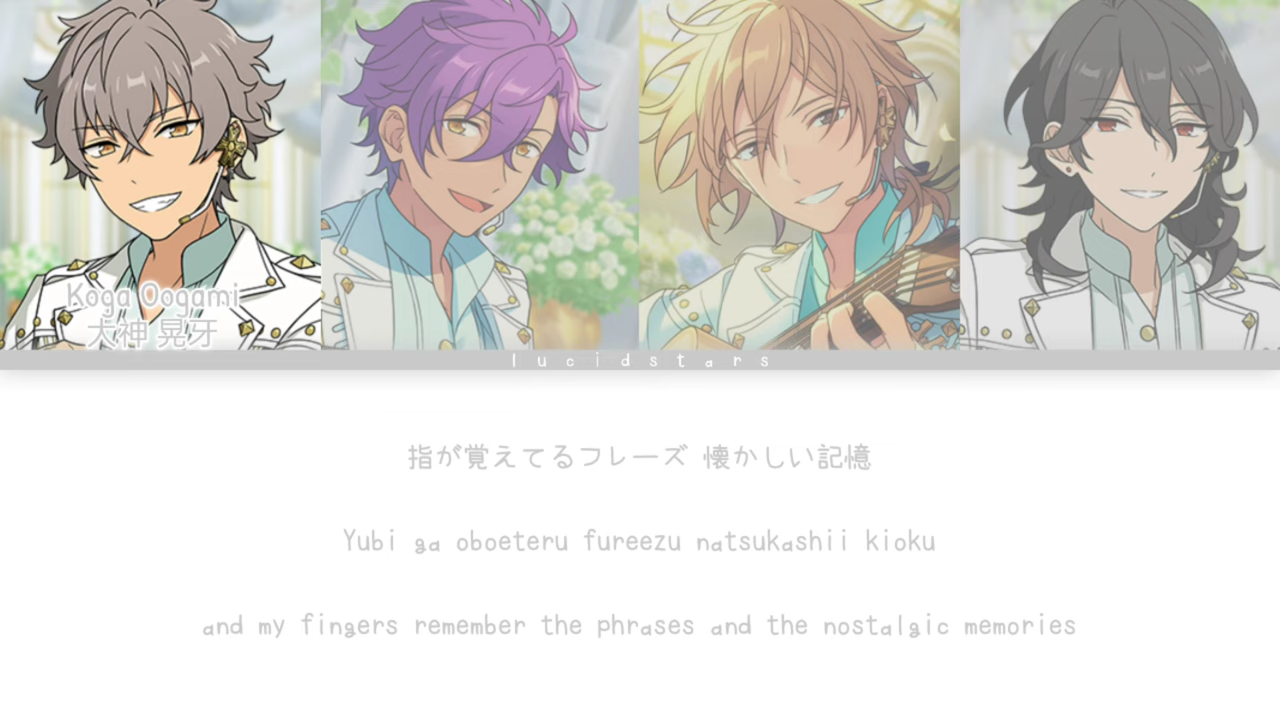 Koga Oogami
大神 晃牙
lucidstars
指が覚えてるフレーズ 懐かしい記憶
Yubi ga oboeteru fureezu natsukashii kioku
and my fingers remember the phrases and the nostalgic memories